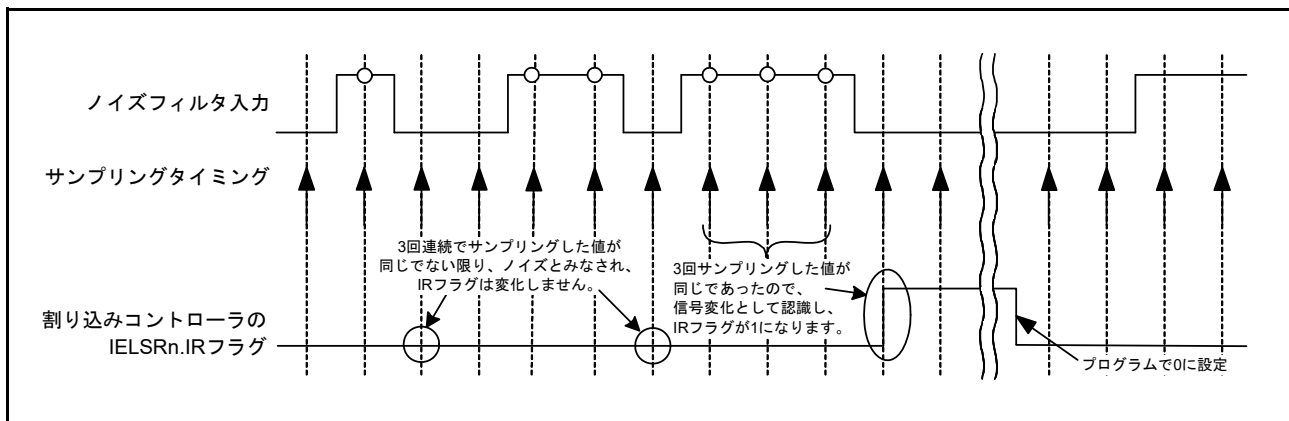 ノイズフィルタ入力
サンプリングタイミング
3回連続でサンプリングした値が
同じでない限り、ノイズとみなされ、
IRフラグは変化しません。
3回サンプリングした値が
同じであったので、
信号変化として認識し、
IRフラグが1になります。
割り込みコントローラの
IELSRn.IRフラグ
プログラムで0に設定